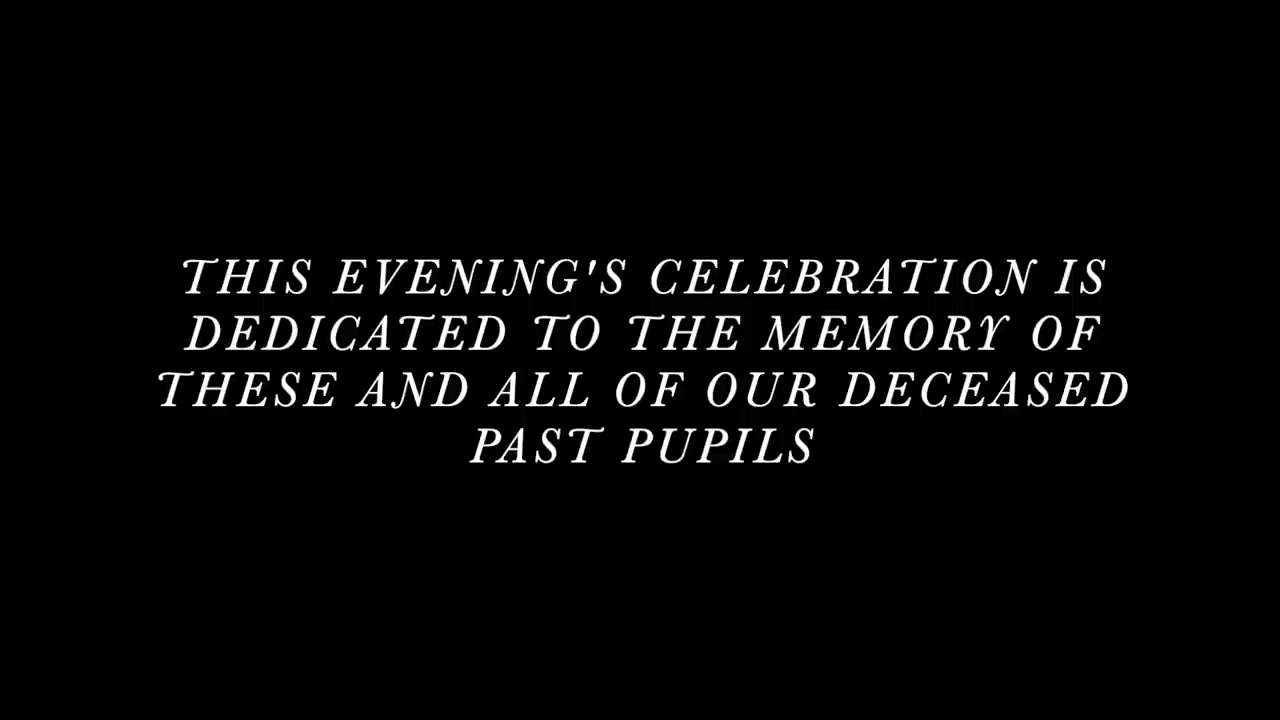 THIS EVENING'S CELEBRATION IS
DEDICATED TO THE MEMORY OF
THESE AND ALL OF OUR DECEASED
PAST PUPILS